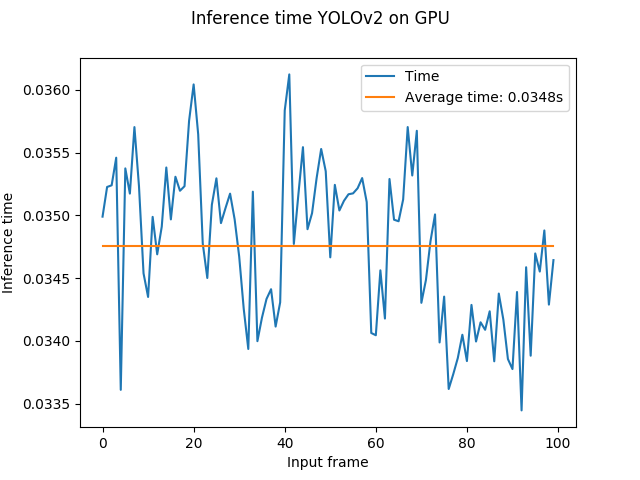 Inference time YOLOv2 on GPU
Time
Average time: 0.0348s
Inference time
0.0360
0.0355
0.0350
0.0345
0.0340
0.0335
0 20 40 60 80 100
Input frame